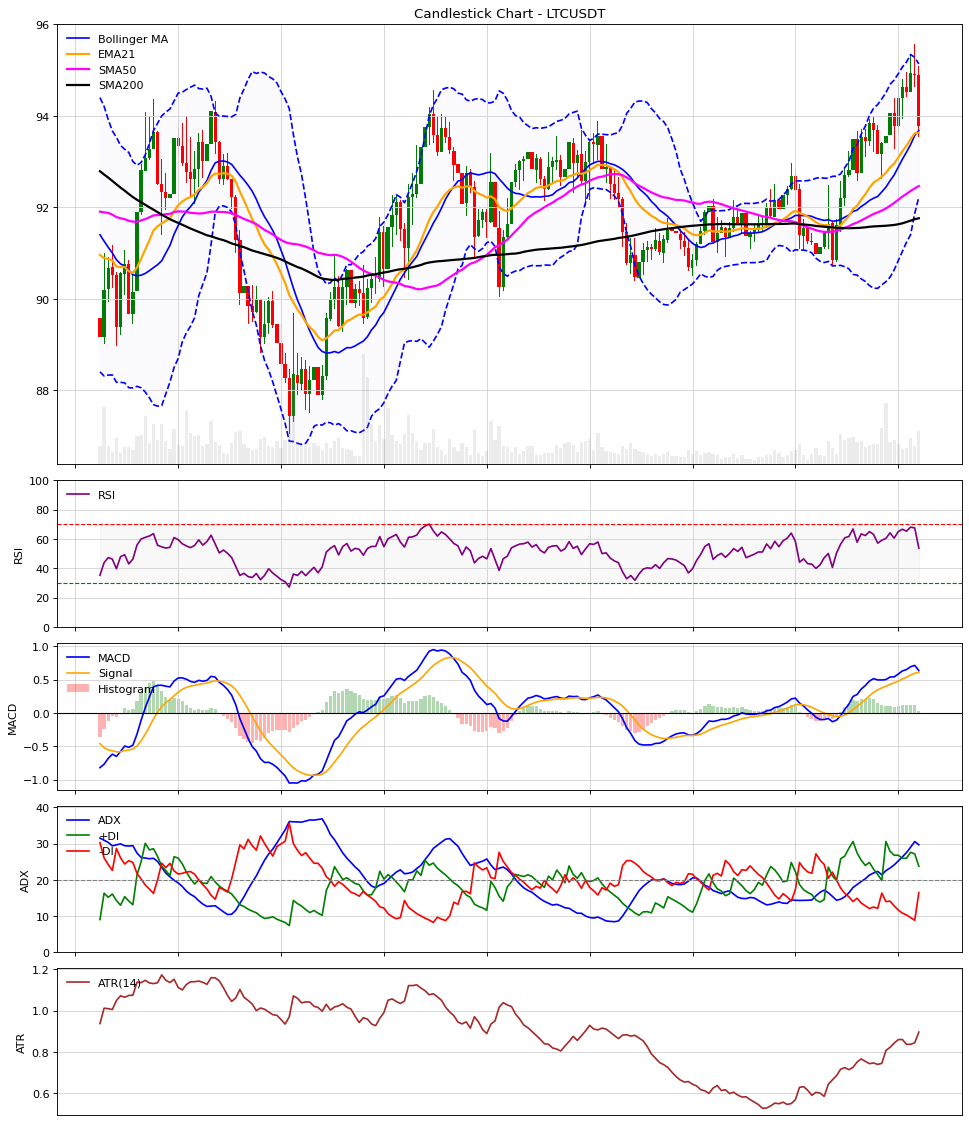 Candlestick Chart - LTCUSDT
96
94
92
90
88
Bollinger MA
EMA21
SMA50
SMA200
100
80
60
40
20
0
RSI
RSI
1.0
0.5
0.0
−0.5
−1.0
MACD
MACD
Signal
Histogram
40
30
20
10
0
ADX
ADX
+DI
-DI
1.2
1.0
0.8
0.6
ATR
ATR(14)